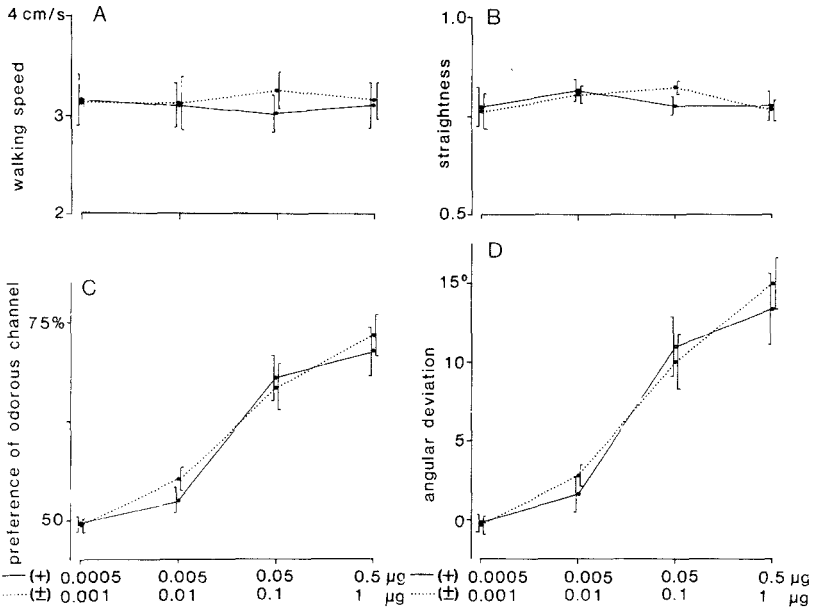 A
4 cm/s
3
2
walking speed
B
1.0
0.5
straightness
C
75%
50
preference of odorous channel
D
15°
10
5
0
angular deviation
(+) 0.0005 0.005 0.05 0.5 µg
(±) 0.001 0.01 0.1 1 µg
(+) 0.0005 0.005 0.05 0.5 µg
(±) 0.001 0.01 0.1 1 µg